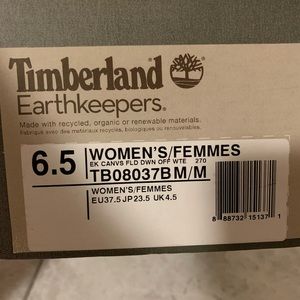 Timberland
Earthkeepers®
Made with recycled, organic or renewable materials.
Fabriqué avec des matériaux recyclés, biologiques ou renouvelables.
6.5
WOMEN'S/FEMMES
EK CANVS FLD DWN OFF WTE 270
TB08037BM/M
WOMEN'S/FEMMES
EU37.5 JP23.5 UK4.5
8 88732 15137 1